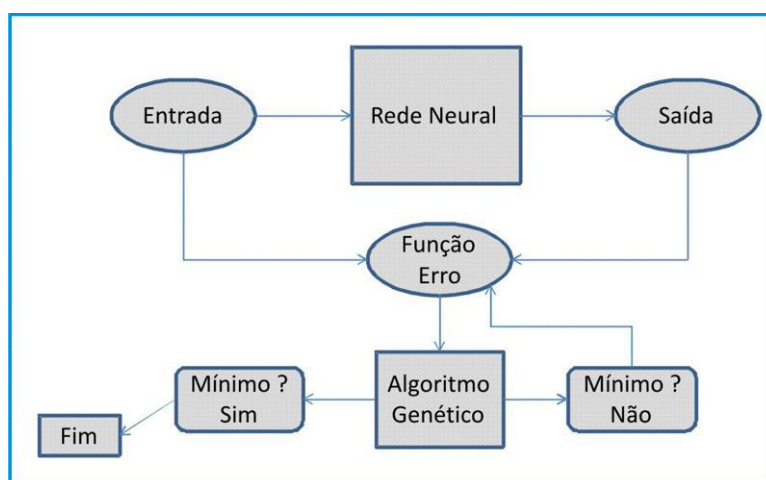 Entrada
Rede Neural
Saída
Função
Erro
Mínimo ?
Sim
Algoritmo
Genético
Mínimo ?
Não
Fim